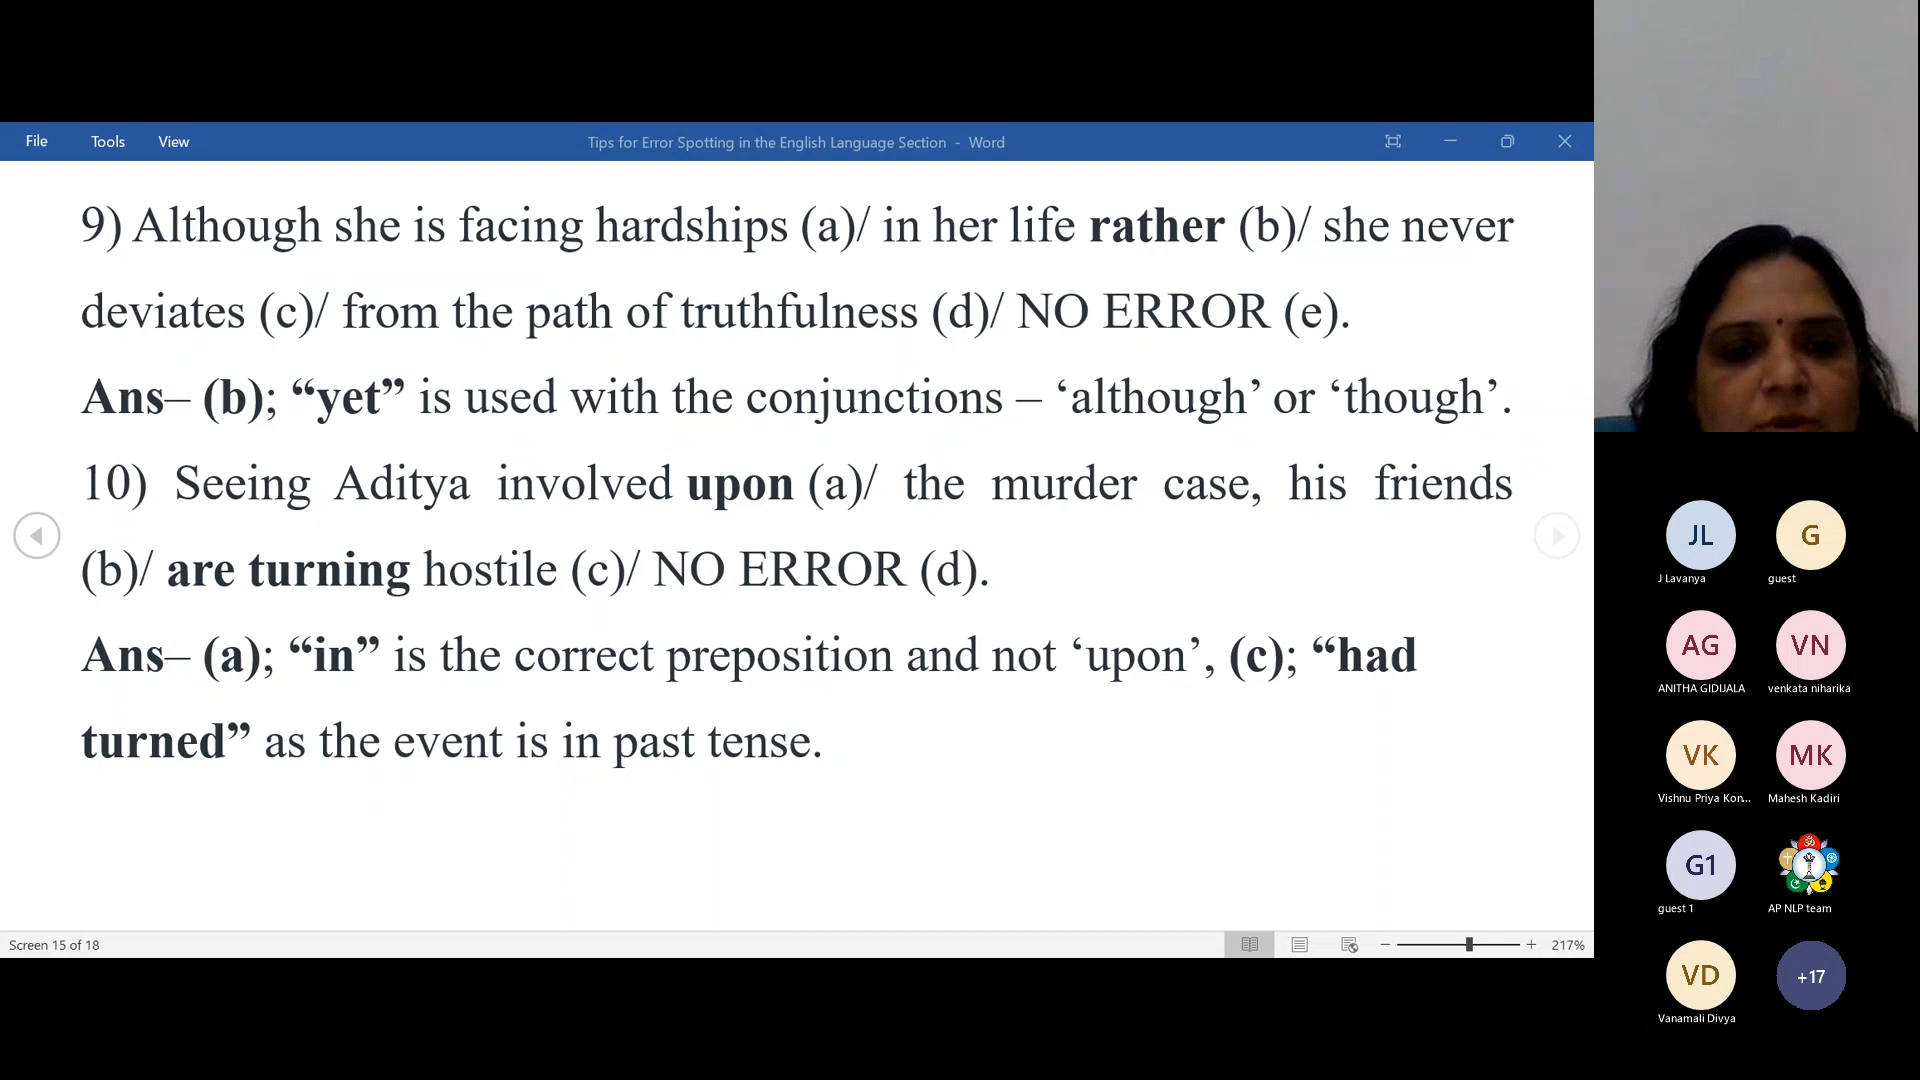 File Tools View Tips for Error Spotting in the English Language Section - Word
9) Although she is facing hardships (a)/ in her life rather (b)/ she never
deviates (c)/ from the path of truthfulness (d)/ NO ERROR (e).
Ans– (b); “yet” is used with the conjunctions – ‘although’ or ‘though’.
10) Seeing Aditya involved upon (a)/ the murder case, his friends
(b)/ are turning hostile (c)/ NO ERROR (d).
Ans– (a); “in” is the correct preposition and not ‘upon’, (c); “had
turned” as the event is in past tense.
Screen 15 of 18 217%
JL G
J Lavanya guest
AG VN
ANITHA GIDIJALA venkata niharika
VK MK
Vishnu Priya Kon... Mahesh Kadiri
G1
guest 1 AP NLP team
VD +17
Vanamali Divya